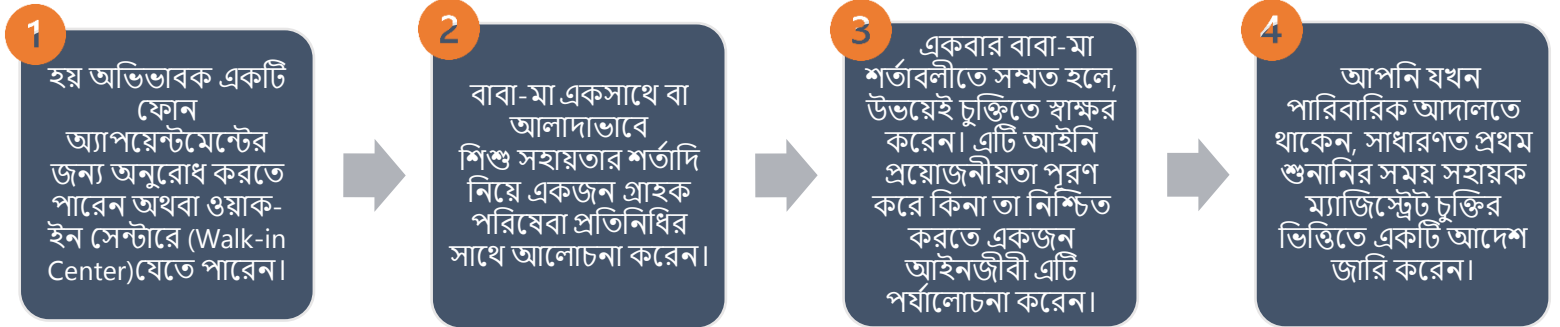 1
হয় অভিভাবক একটি
ফোন
অ্যাপয়েন্টমেন্টের
জন্য অনুরোধ করতে
পারেন অথবা ওয়াক-
ইন সেন্টারে (Walk-in
Center)যেতে পারেন।
2
বাবা-মা একসাথে বা
আলাদাভাবে
শিশু সহায়তার শর্তাদি
নিয়ে একজন গ্রাহক
পরিষেবা প্রতিনিধির
সাথে আলোচনা করেন।
3
একবার বাবা-মা
শর্তাবলীতে সম্মত হলে,
উভয়েই চুক্তিতে স্বাক্ষর
করেন। এটি আইনি
প্রয়োজনীয়তা পূরণ
করে কিনা তা নিশ্চিত
করতে একজন
আইনজীবী এটি
পর্যালোচনা করেন।
4
আপনি যখন
পারিবারিক আদালতে
থাকেন, সাধারণত প্রথম
শুনানির সময় সহায়ক
ম্যাজিস্ট্রেট চুক্তির
ভিত্তিতে একটি আদেশ
জারি করেন।